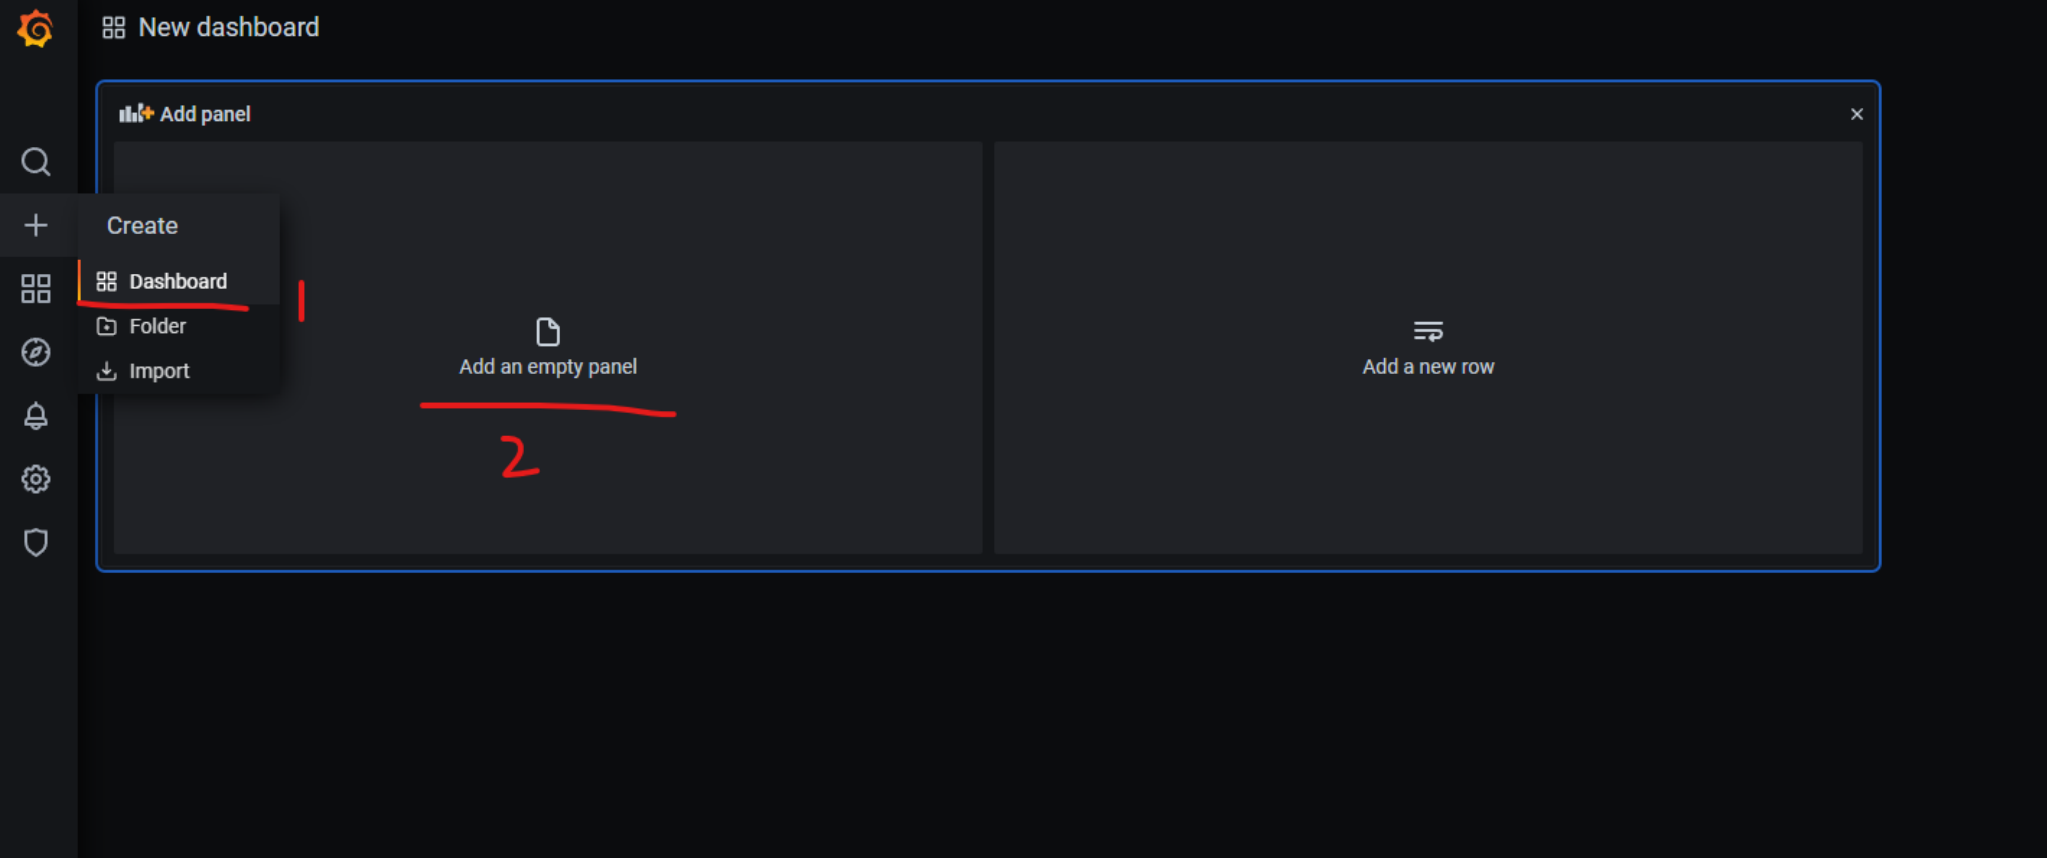 New dashboard
Add panel
Create
Dashboard
1
Folder
Import
Add an empty panel
Add a new row
2